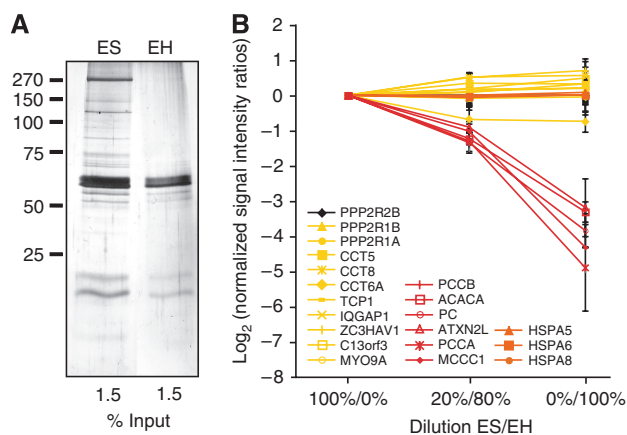 A
ES EH
270
150
100
75
50
25
1.5 1.5
% Input
B
Log2 (normalized signal intensity ratios)
2
1
0
−1
−2
−3
−4
−5
−6
−7
−8
PPP2R2B
PPP2R1B
PPP2R1A
CCT5
CCT8
CCT6A
TCP1
IQGAP1
ZC3HAV1
C13orf3
MYO9A
PCCB
ACACA
PC
ATXN2L
PCCA
MCCC1
HSPA5
HSPA6
HSPA8
100%/0% 20%/80% 0%/100%
Dilution ES/EH